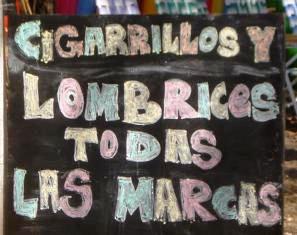 CIGARRILLOS Y
LOMBRICES
TODAS
LAS MARCAS